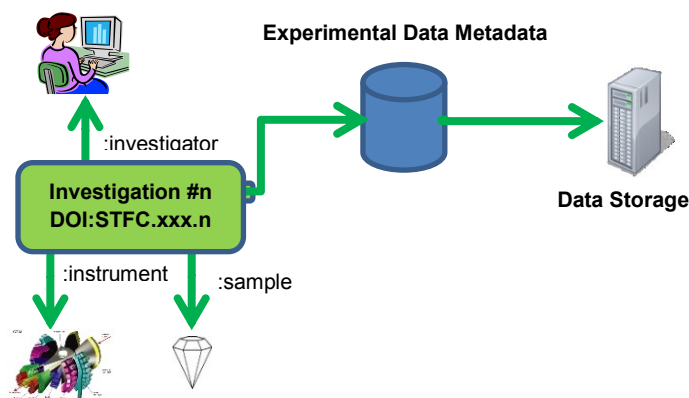 Experimental Data Metadata
:investigator
Investigation #n
DOI:STFC.xxx.n
Data Storage
:instrument
:sample